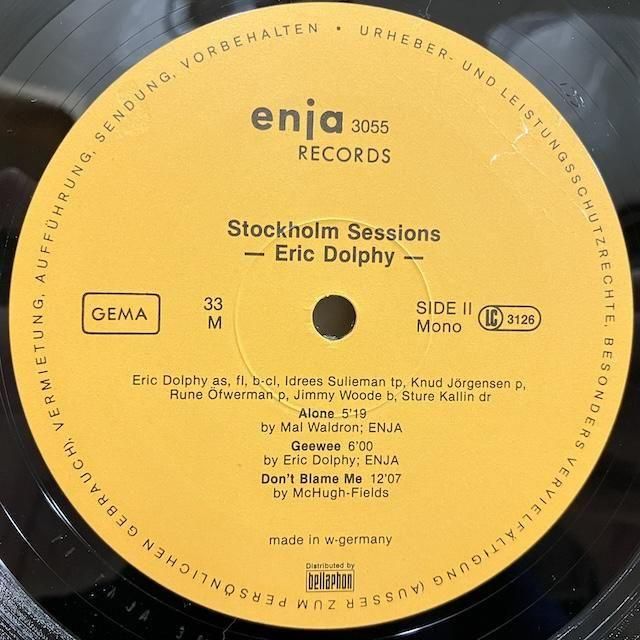 URHEBER- UND LEISTUNGSSCHUTZRECHTE, BESONDERS VERVIELFÄLTIGUNG (AUSSER ZUM PERSÖNLICHEN GEBRAUCH), VERMIETUNG, AUFFÜHRUNG, SENDUNG, VORBEHALTEN •
enja 3055
RECORDS
Stockholm Sessions
— Eric Dolphy —
GEMA
33
M
SIDE II
Mono
LC 3126
Eric Dolphy as, fl, b-cl, Idrees Sulieman tp, Knud Jörgensen p,
Rune Öfwerman p, Jimmy Woode b, Sture Kallin dr
Alone 5'19
by Mal Waldron; ENJA
Geewee 6'00
by Eric Dolphy; ENJA
Don't Blame Me 12'07
by McHugh-Fields
made in w-germany
Distributed by
bellaphon